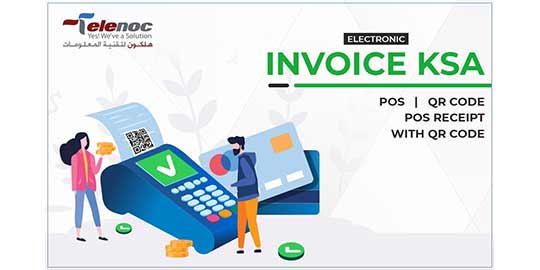 Telenoc
Yes! We've a Solution
هلكون لتقنية المعلومات
ELECTRONIC
INVOICE KSA
POS | QR CODE
POS RECEIPT
WITH QR CODE